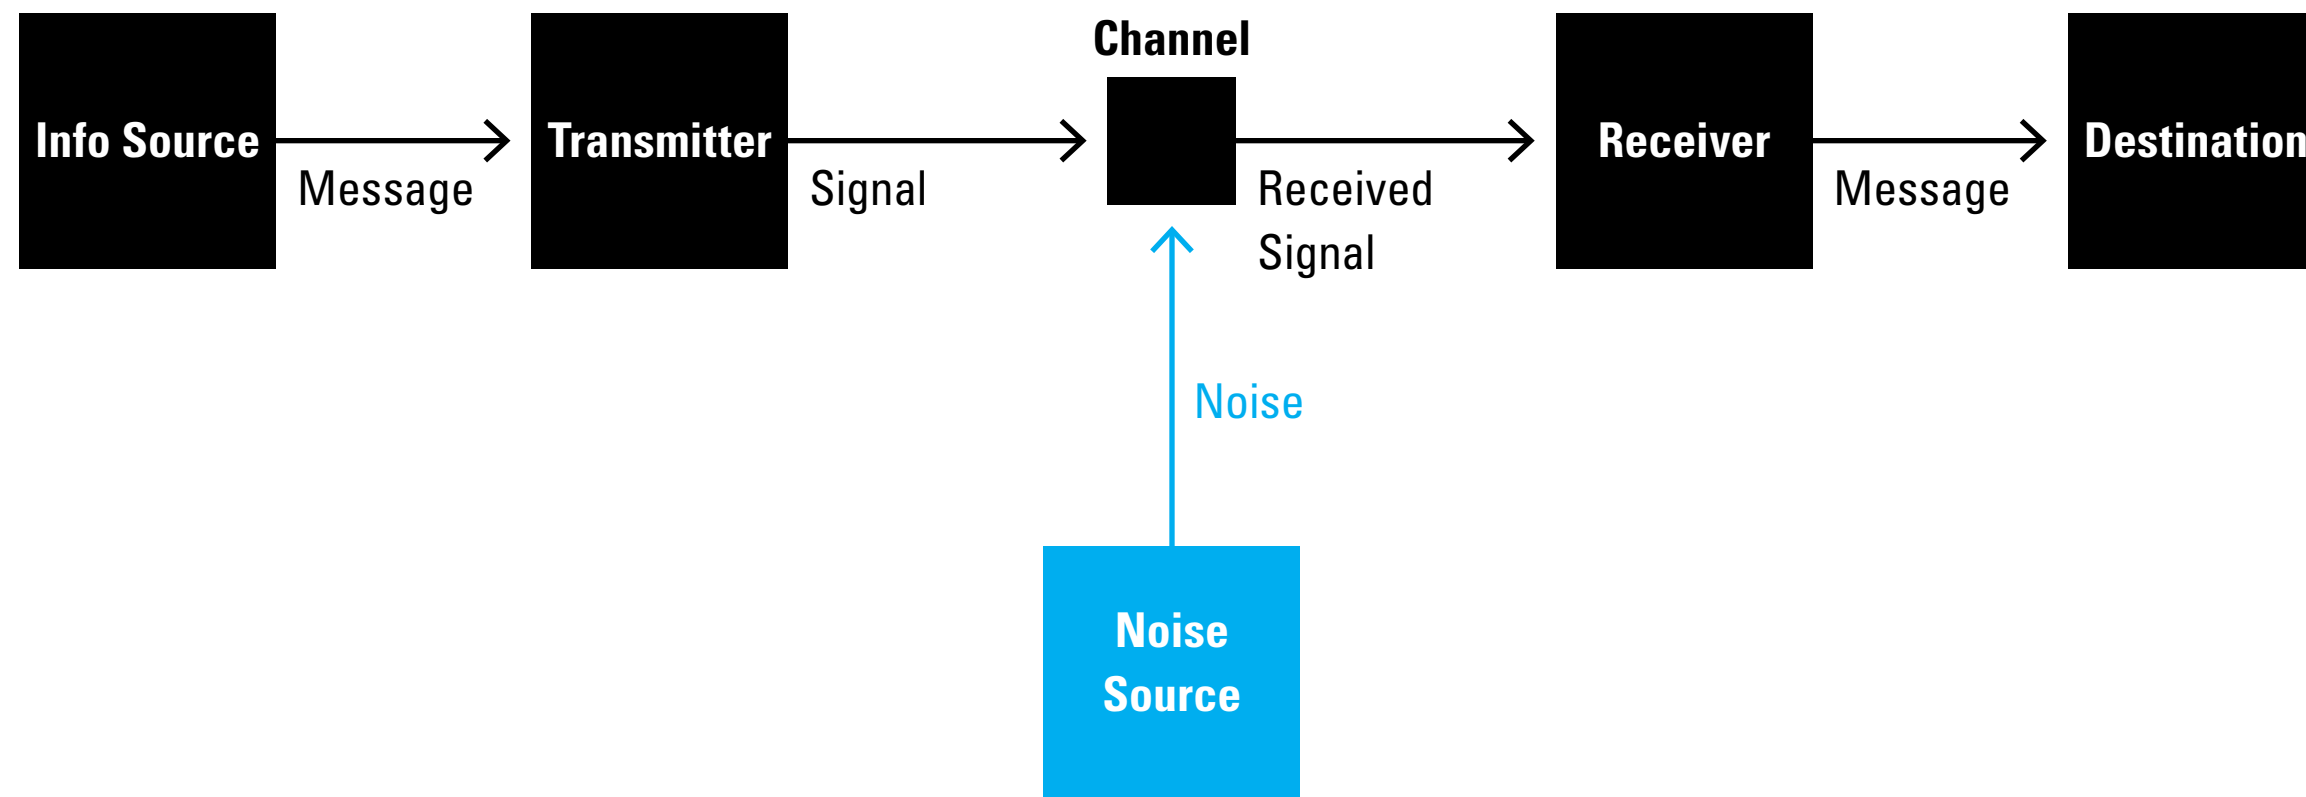 Channel
Info Source
Transmitter
Receiver
Destination
Message
Signal
Received
Signal
Message
Noise
Noise
Source